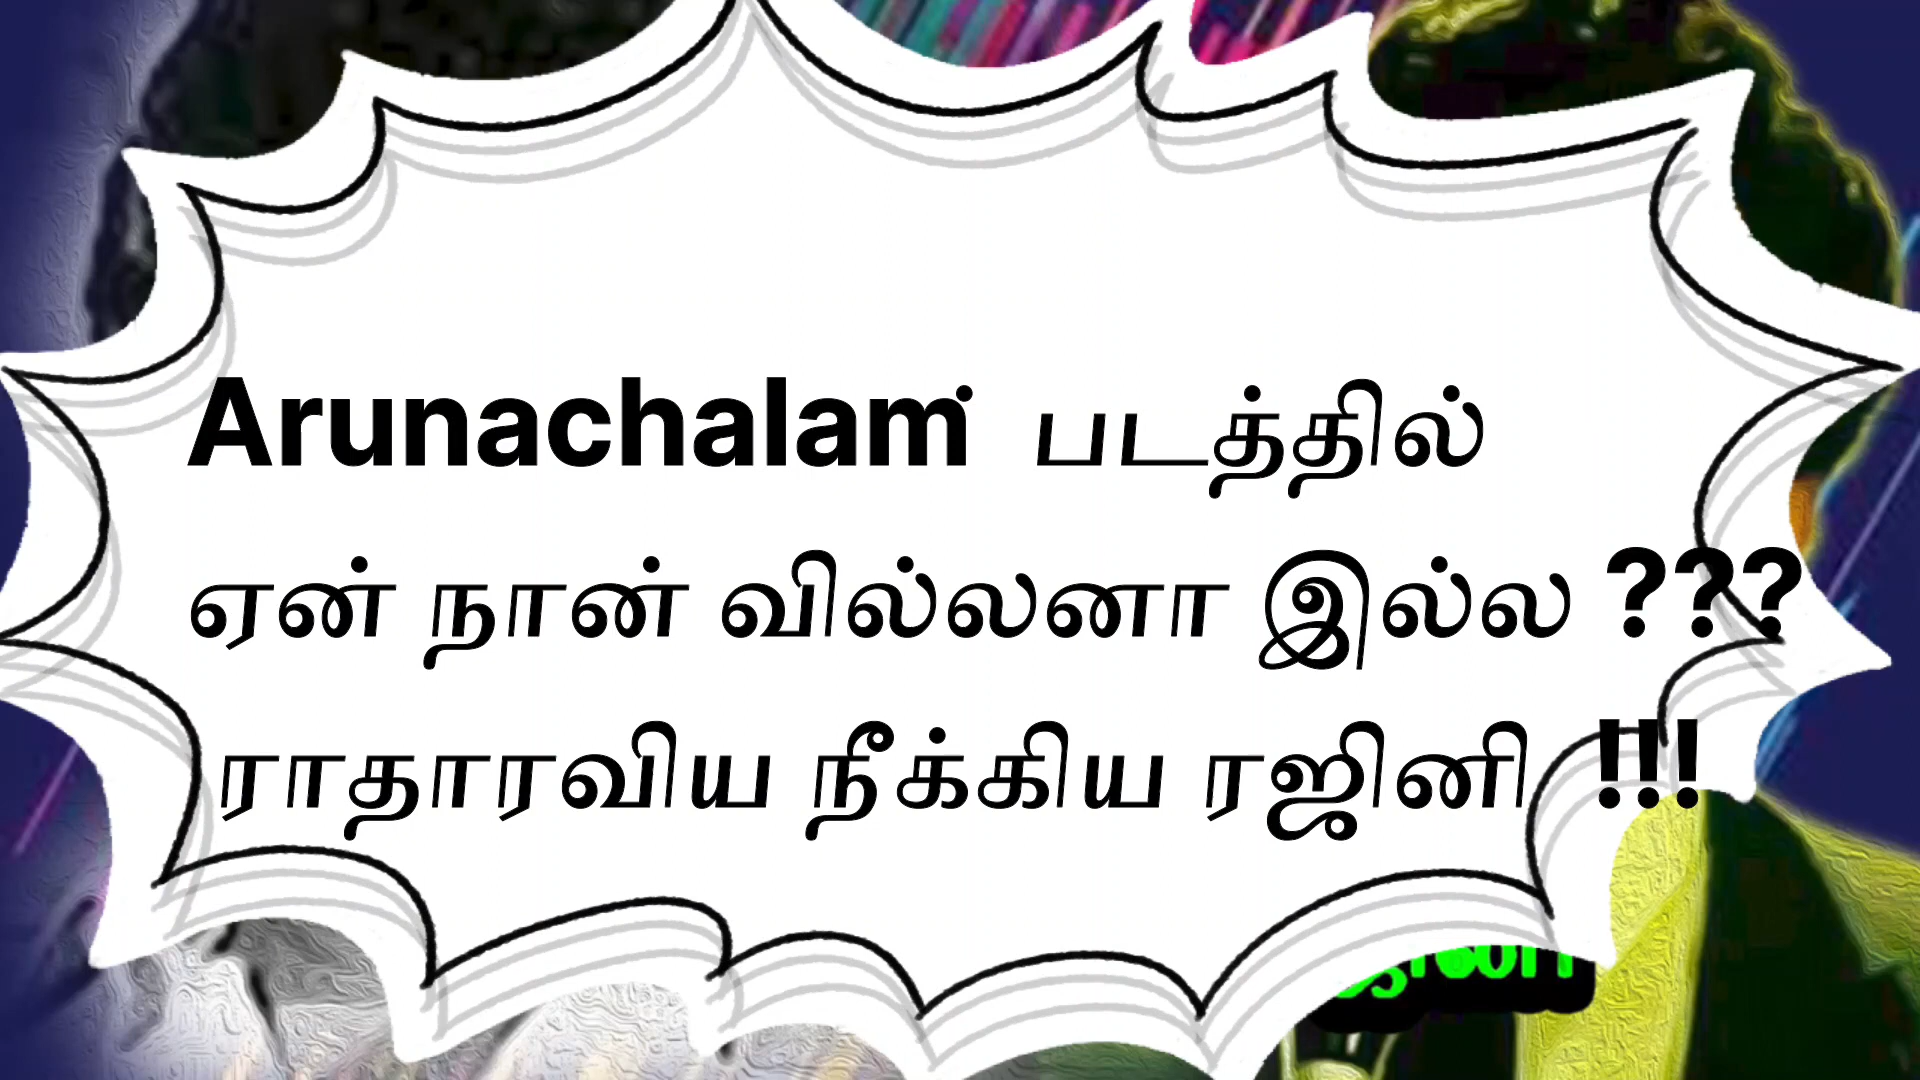 Arunachalam் படத்தில்
ஏன் நான் வில்லனா இல்ல ???
ராதாரவிய நீக்கிய ரஜினி !!!